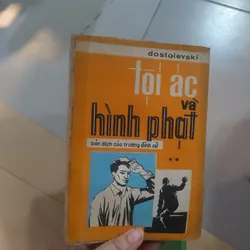 dostoievski
tội ác
và
hình phạt
bản dịch của trương đình cử